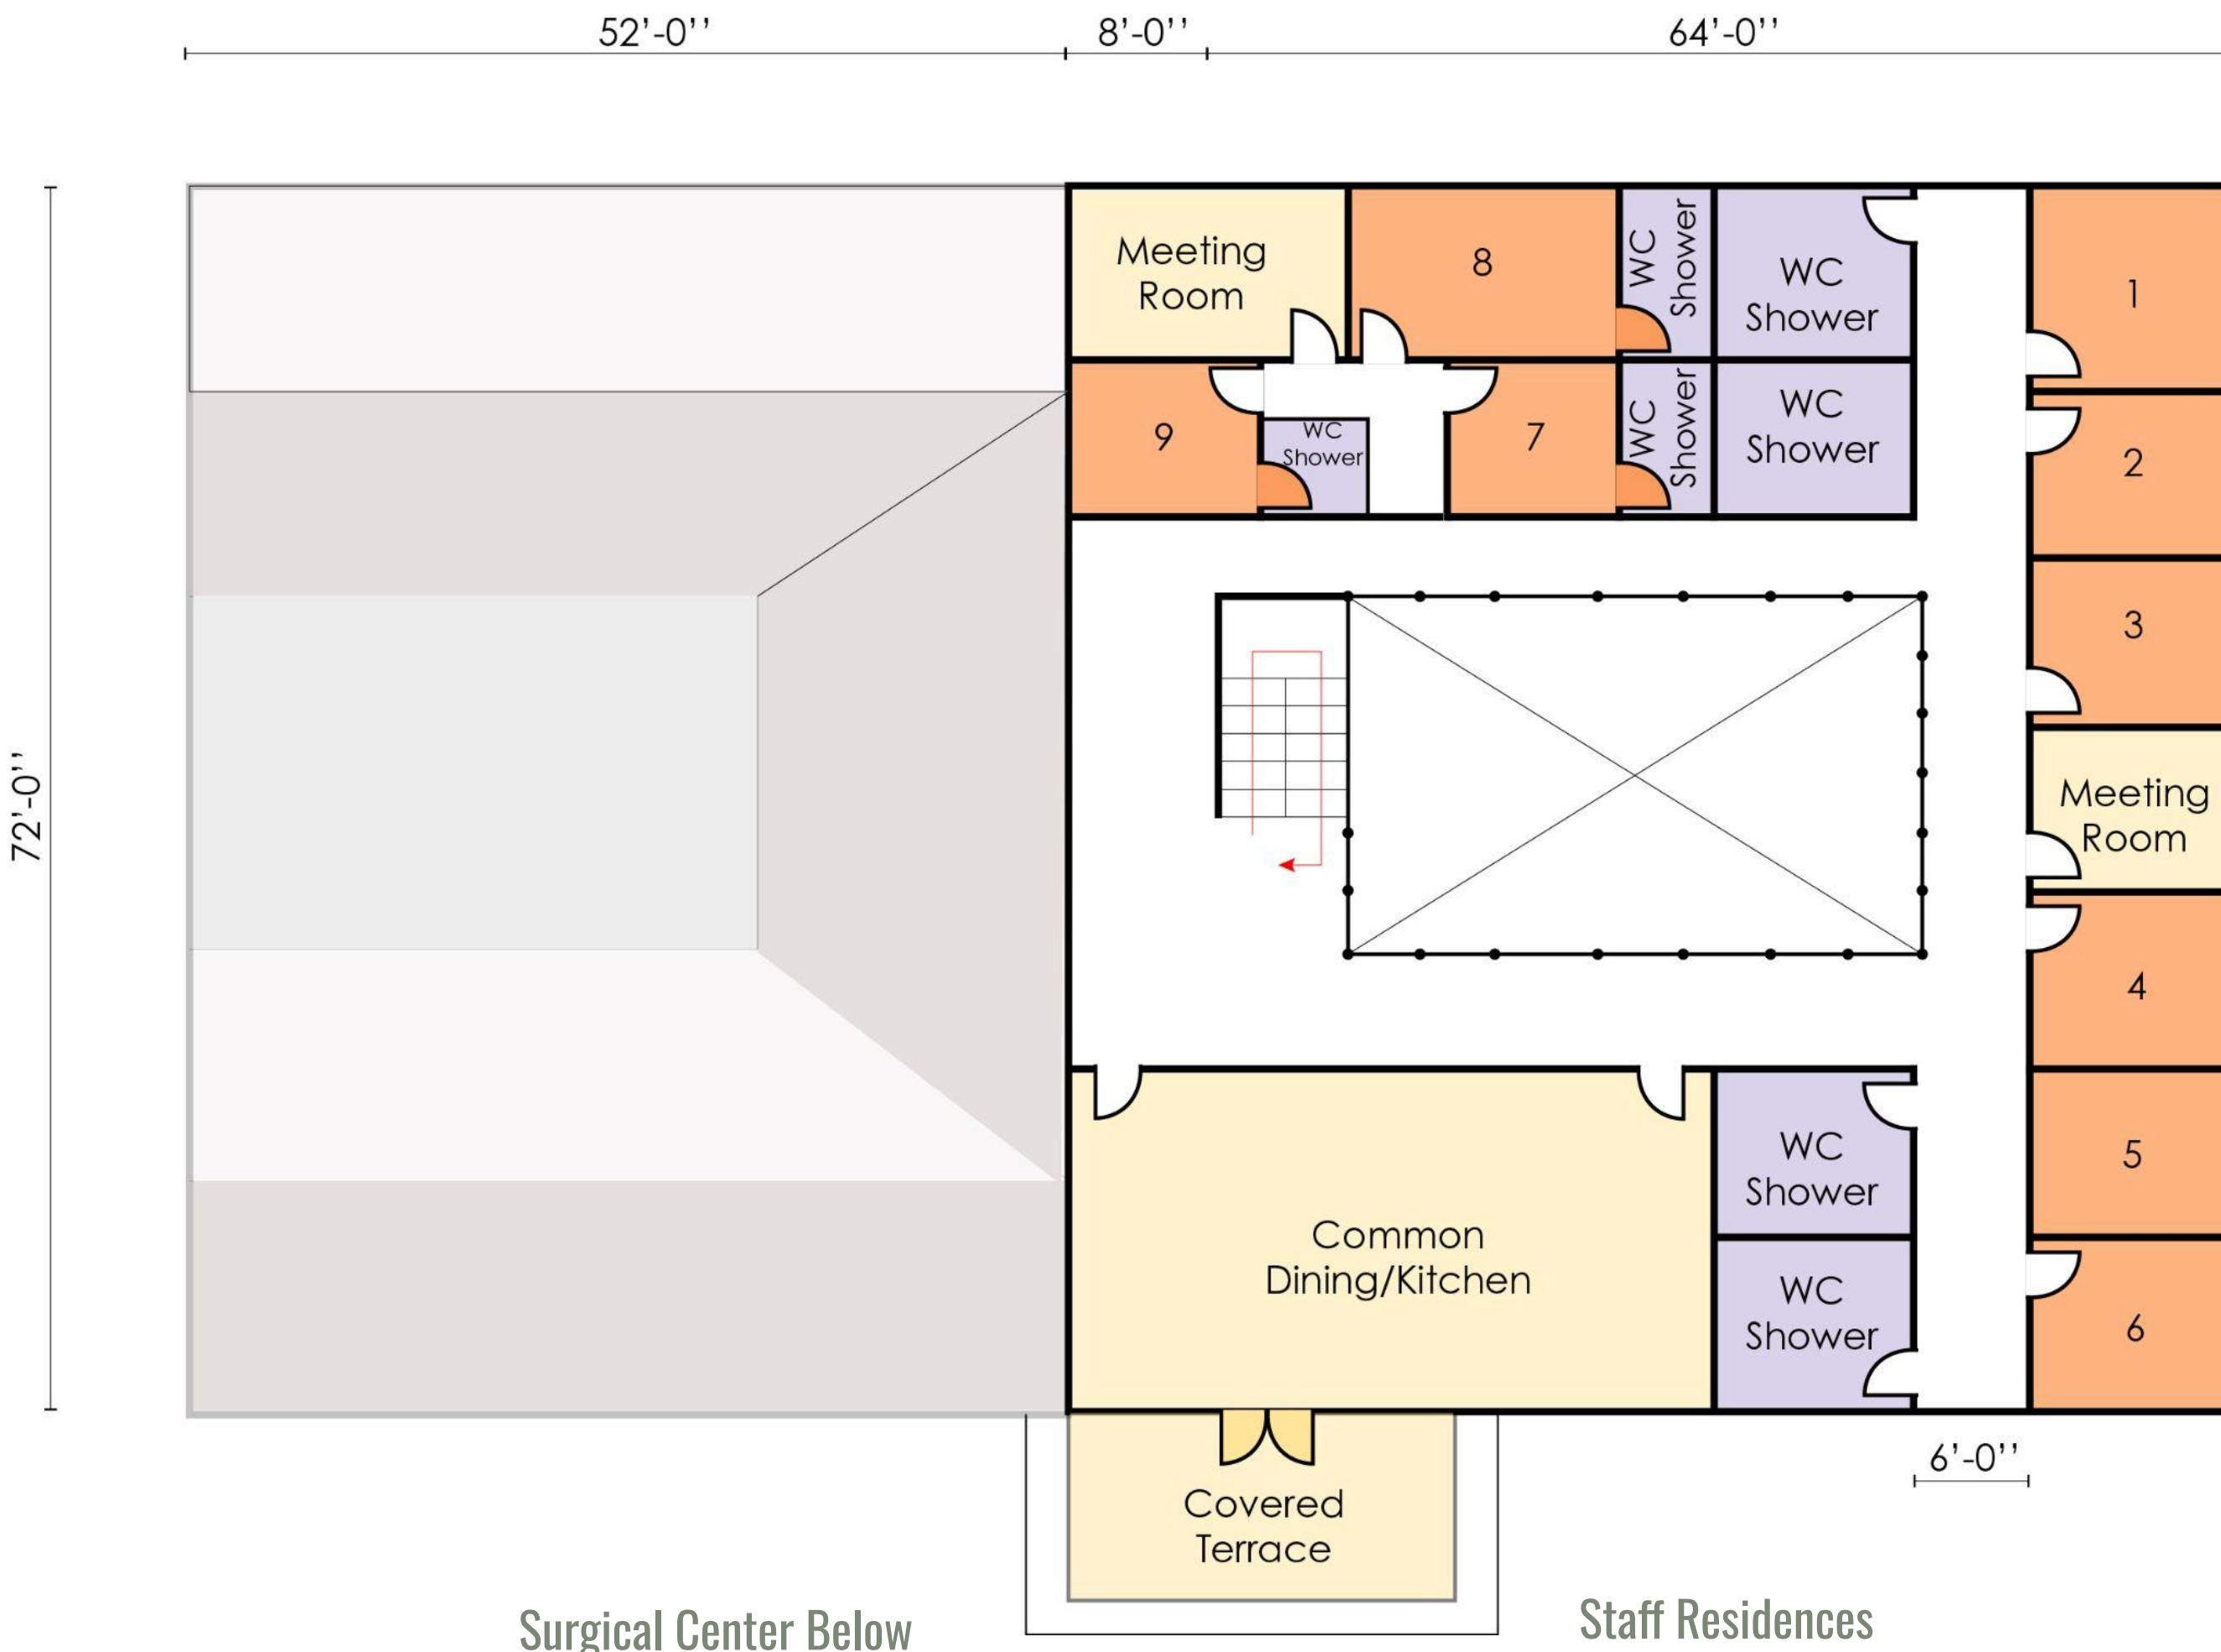 52'-0''
8'-0''
64'-0''
72'-0''
Meeting
Room
8
WC
Shower
WC
Shower
1
9
WC
Shower
7
WC
Shower
WC
Shower
2
3
Meeting
Room
4
Common
Dining/Kitchen
WC
Shower
5
WC
Shower
6
6'-0''
Covered
Terrace
Surgical Center Below
Staff Residences